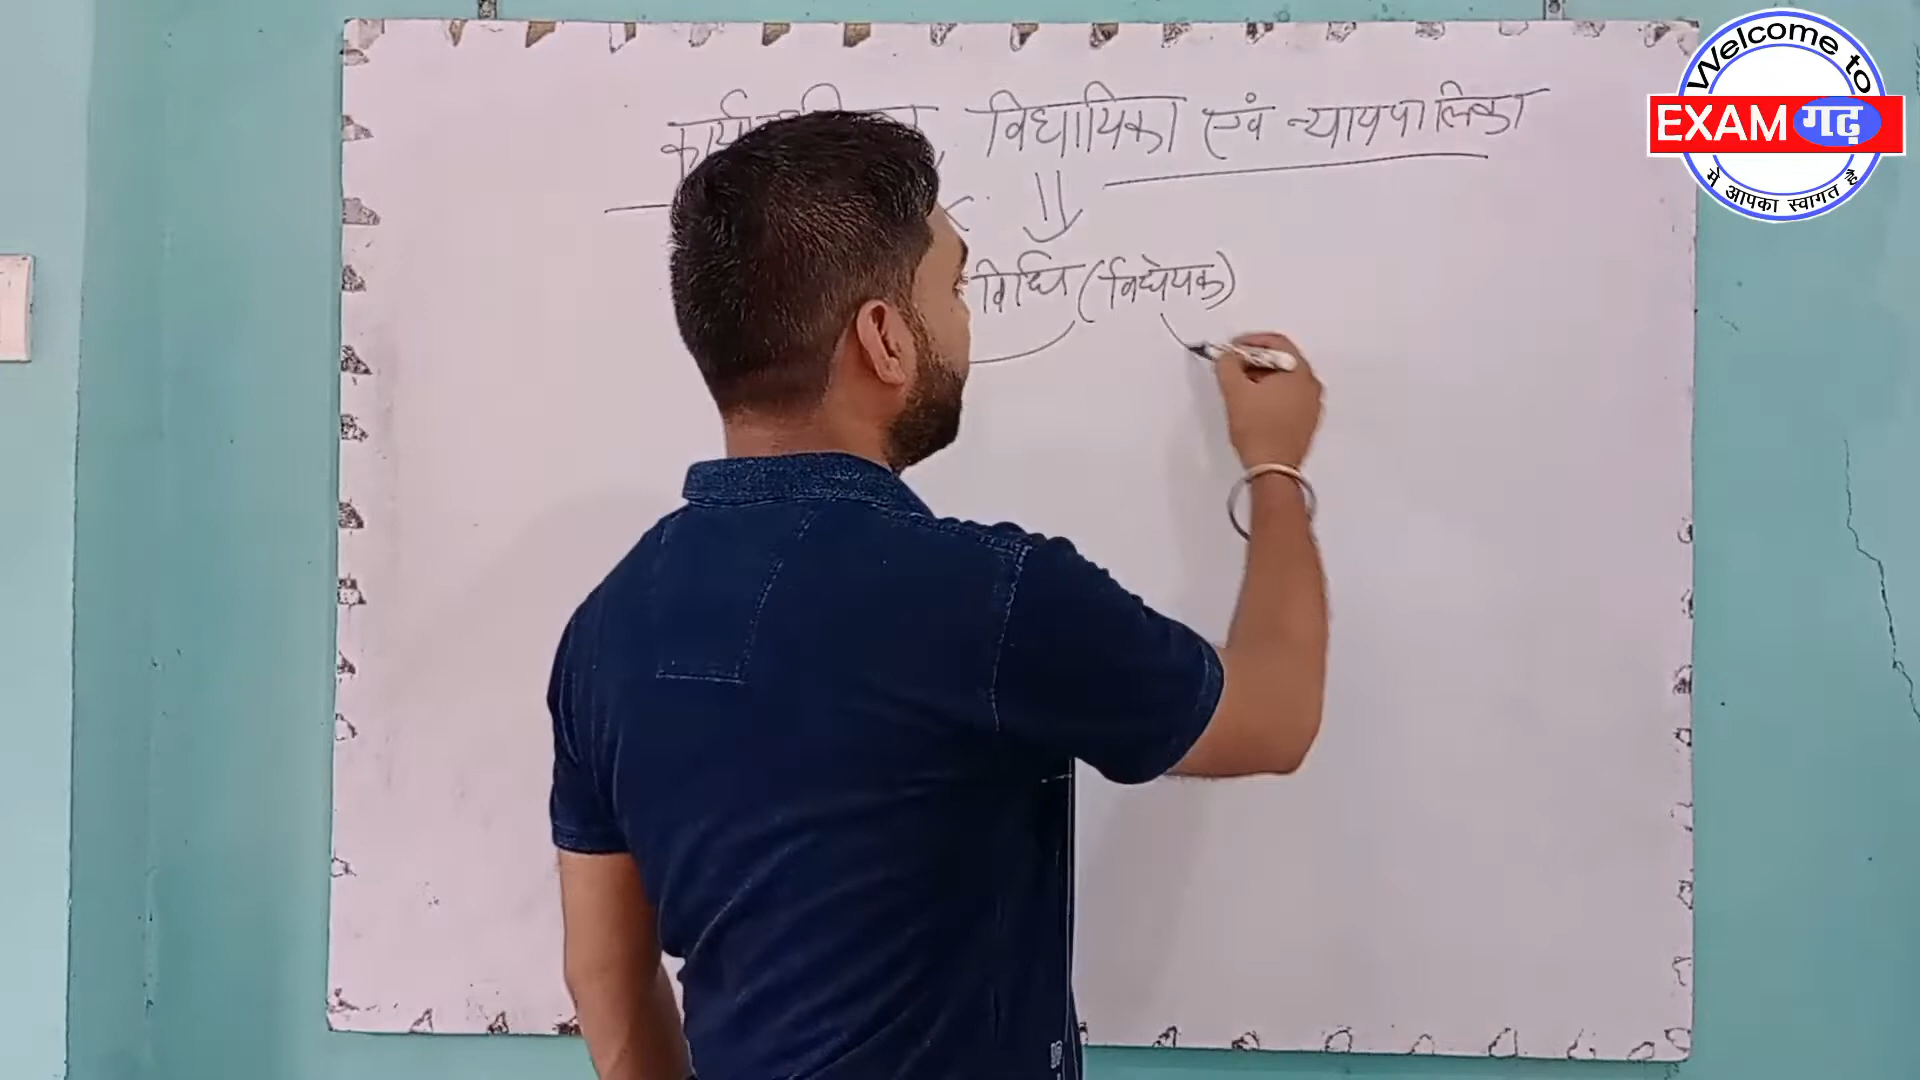 विधायिका एवं न्यायपालिका
विधि (विधेयक)
Welcome to
EXAM गढ़
मे आपका स्वागत है